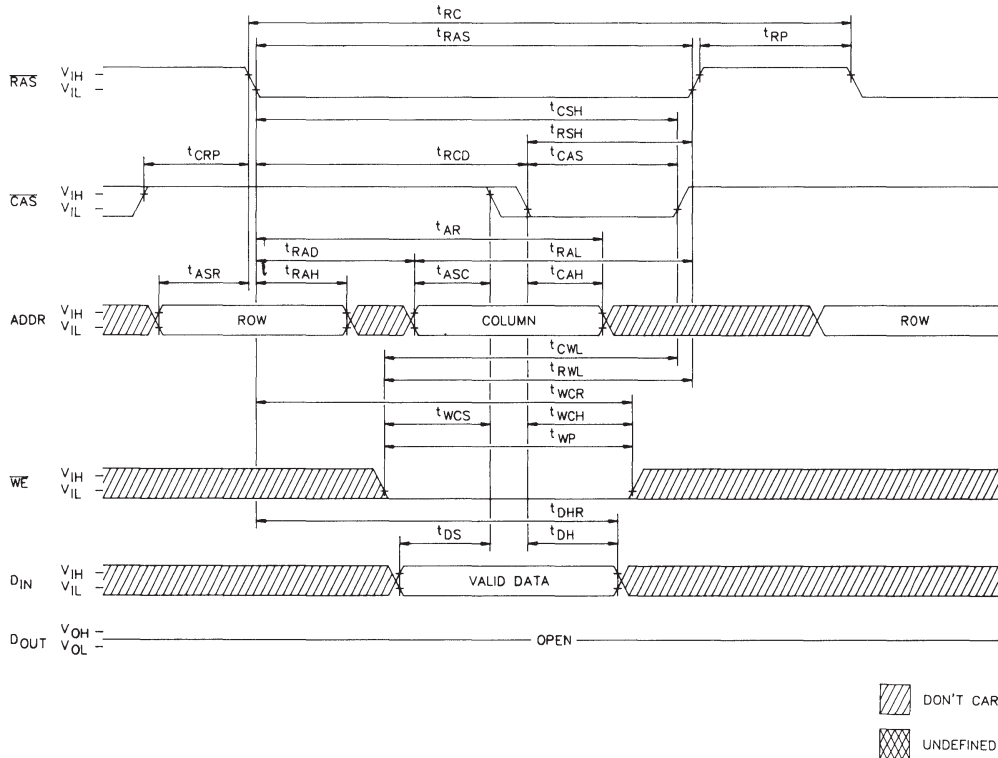 tRC
tRAS
tRP
RAS VIH
VIL
tCSH
tRSH
tCRP tRCD tCAS
CAS VIH
VIL
tAR
tRAD tRAL
tASR tRAH tASC tCAH
ADDR VIH
VIL
ROW COLUMN ROW
tCWL
tRWL
tWCR
tWCS tWCH
tWP
WE VIH
VIL
tDHR
tDS tDH
DIN VIH
VIL
VALID DATA
DOUT VOH
VOL
OPEN
DON'T CAR
UNDEFINED